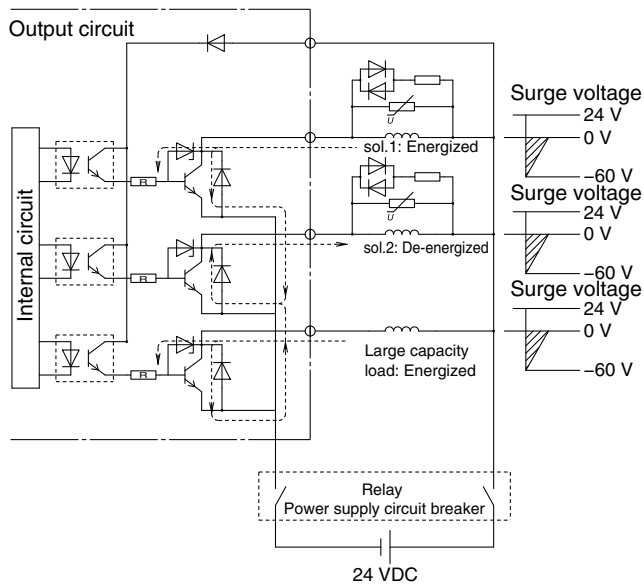 Output circuit
Internal circuit
R
R
R
U
sol.1: Energized
U
sol.2: De-energized
Large capacity
load: Energized
Surge voltage
24 V
0 V
−60 V
Surge voltage
24 V
0 V
−60 V
Surge voltage
24 V
0 V
−60 V
Relay
Power supply circuit breaker
24 VDC